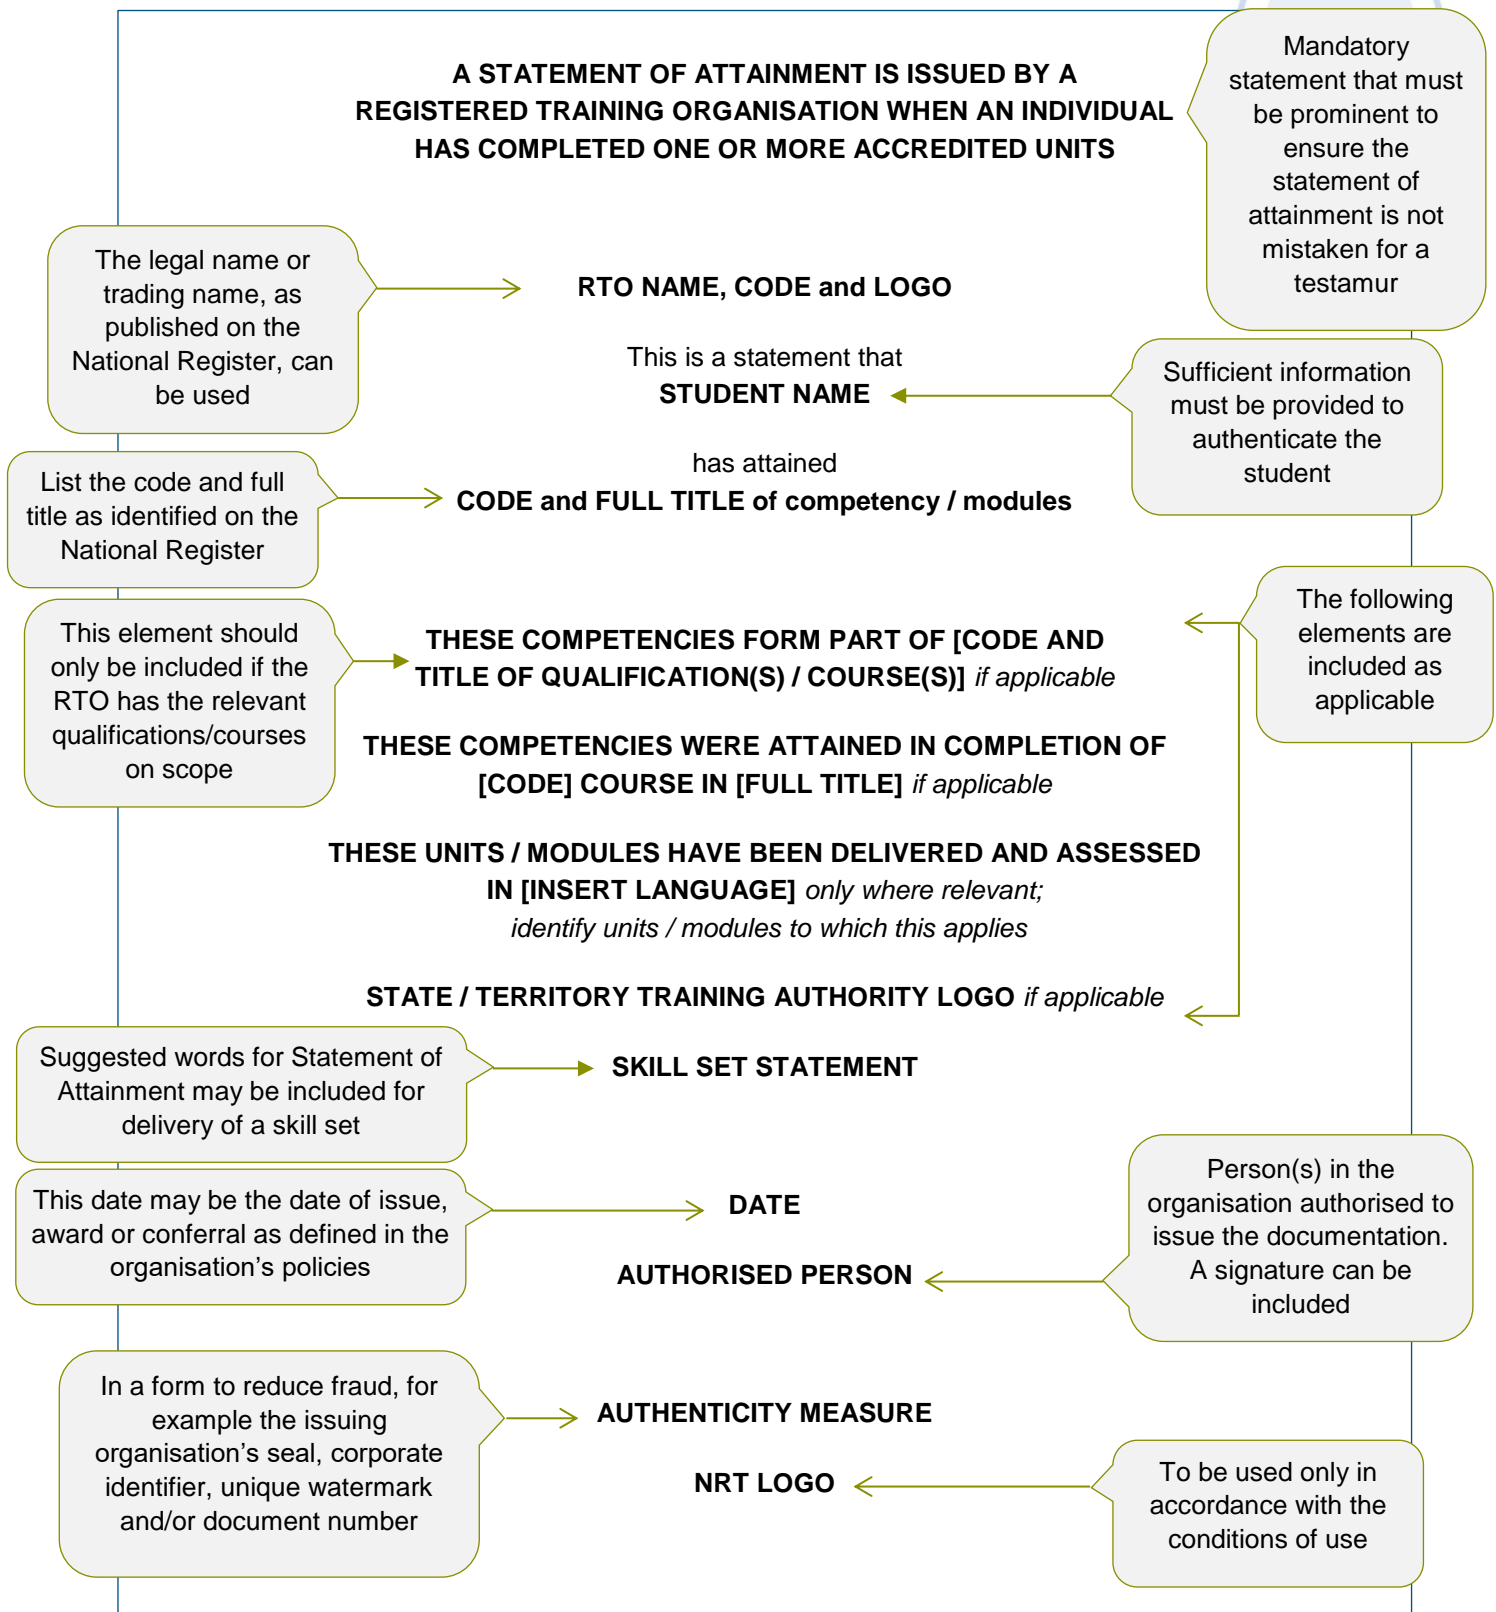 A STATEMENT OF ATTAINMENT IS ISSUED BY A
REGISTERED TRAINING ORGANISATION WHEN AN INDIVIDUAL
HAS COMPLETED ONE OR MORE ACCREDITED UNITS
Mandatory
statement that must
be prominent to
ensure the
statement of
attainment is not
mistaken for a
testamur
The legal name or
trading name, as
published on the
National Register, can
be used
RTO NAME, CODE and LOGO
This is a statement that
STUDENT NAME
Sufficient information
must be provided to
authenticate the
student
has attained
CODE and FULL TITLE of competency / modules
List the code and full
title as identified on the
National Register
The following
elements are
included as
applicable
This element should
only be included if the
RTO has the relevant
qualifications/courses
on scope
THESE COMPETENCIES FORM PART OF [CODE AND
TITLE OF QUALIFICATION(S) / COURSE(S)] if applicable
THESE COMPETENCIES WERE ATTAINED IN COMPLETION OF
[CODE] COURSE IN [FULL TITLE] if applicable
THESE UNITS / MODULES HAVE BEEN DELIVERED AND ASSESSED
IN [INSERT LANGUAGE] only where relevant;
identify units / modules to which this applies
STATE / TERRITORY TRAINING AUTHORITY LOGO if applicable
Suggested words for Statement of
Attainment may be included for
delivery of a skill set
SKILL SET STATEMENT
This date may be the date of issue,
award or conferral as defined in the
organisation's policies
DATE
AUTHORISED PERSON
Person(s) in the
organisation authorised to
issue the documentation.
A signature can be
included
In a form to reduce fraud, for
example the issuing
organisation's seal, corporate
identifier, unique watermark
and/or document number
AUTHENTICITY MEASURE
NRT LOGO
To be used only in
accordance with the
conditions of use